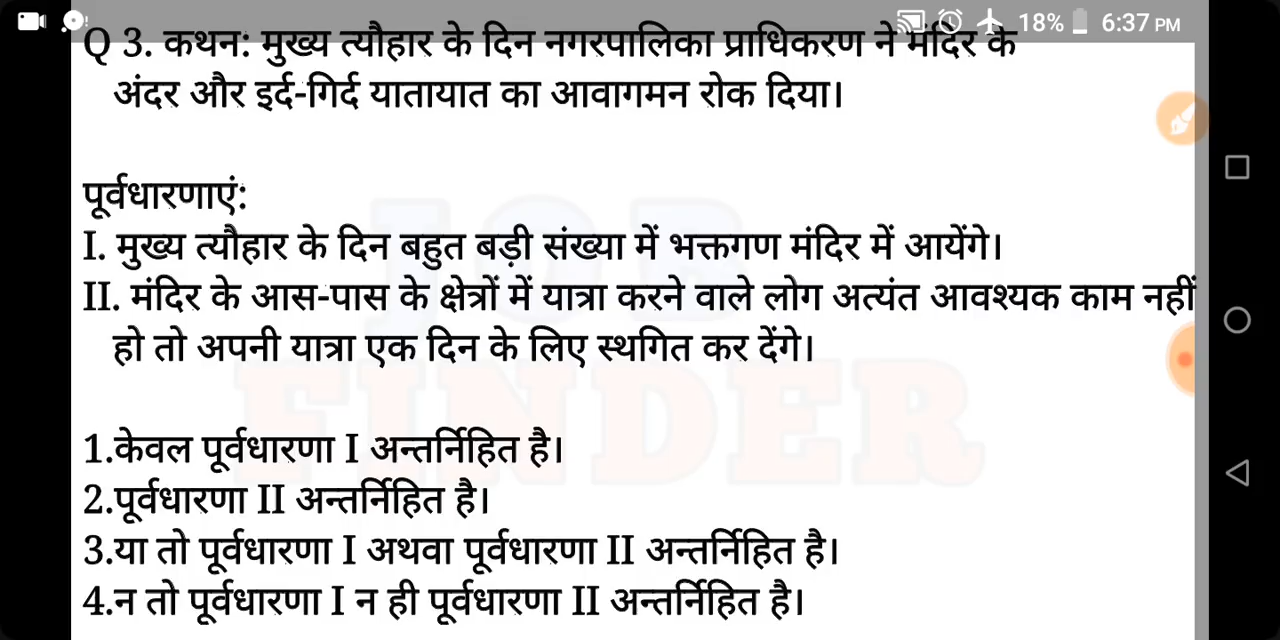 18% 6:37 PM
Q 3. कथन: मुख्य त्यौहार के दिन नगरपालिका प्राधिकरण ने मंदिर के
अंदर और इर्द-गिर्द यातायात का आवागमन रोक दिया।
पूर्वधारणाएं:
I. मुख्य त्यौहार के दिन बहुत बड़ी संख्या में भक्तगण मंदिर में आयेंगे।
II. मंदिर के आस-पास के क्षेत्रों में यात्रा करने वाले लोग अत्यंत आवश्यक काम नहीं
हो तो अपनी यात्रा एक दिन के लिए स्थगित कर देंगे।
1.केवल पूर्वधारणा I अन्तर्निहित है।
2.पूर्वधारणा II अन्तर्निहित है।
3.या तो पूर्वधारणा I अथवा पूर्वधारणा II अन्तर्निहित है।
4.न तो पूर्वधारणा I न ही पूर्वधारणा II अन्तर्निहित है।
JOB
FINDER